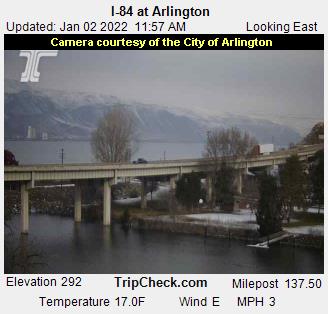 I-84 at Arlington
Updated: Jan 02 2022 11:57 AM Looking East
Camera courtesy of the City of Arlington
Elevation 292 TripCheck.com Milepost 137.50
Temperature 17.0F Wind E MPH 3